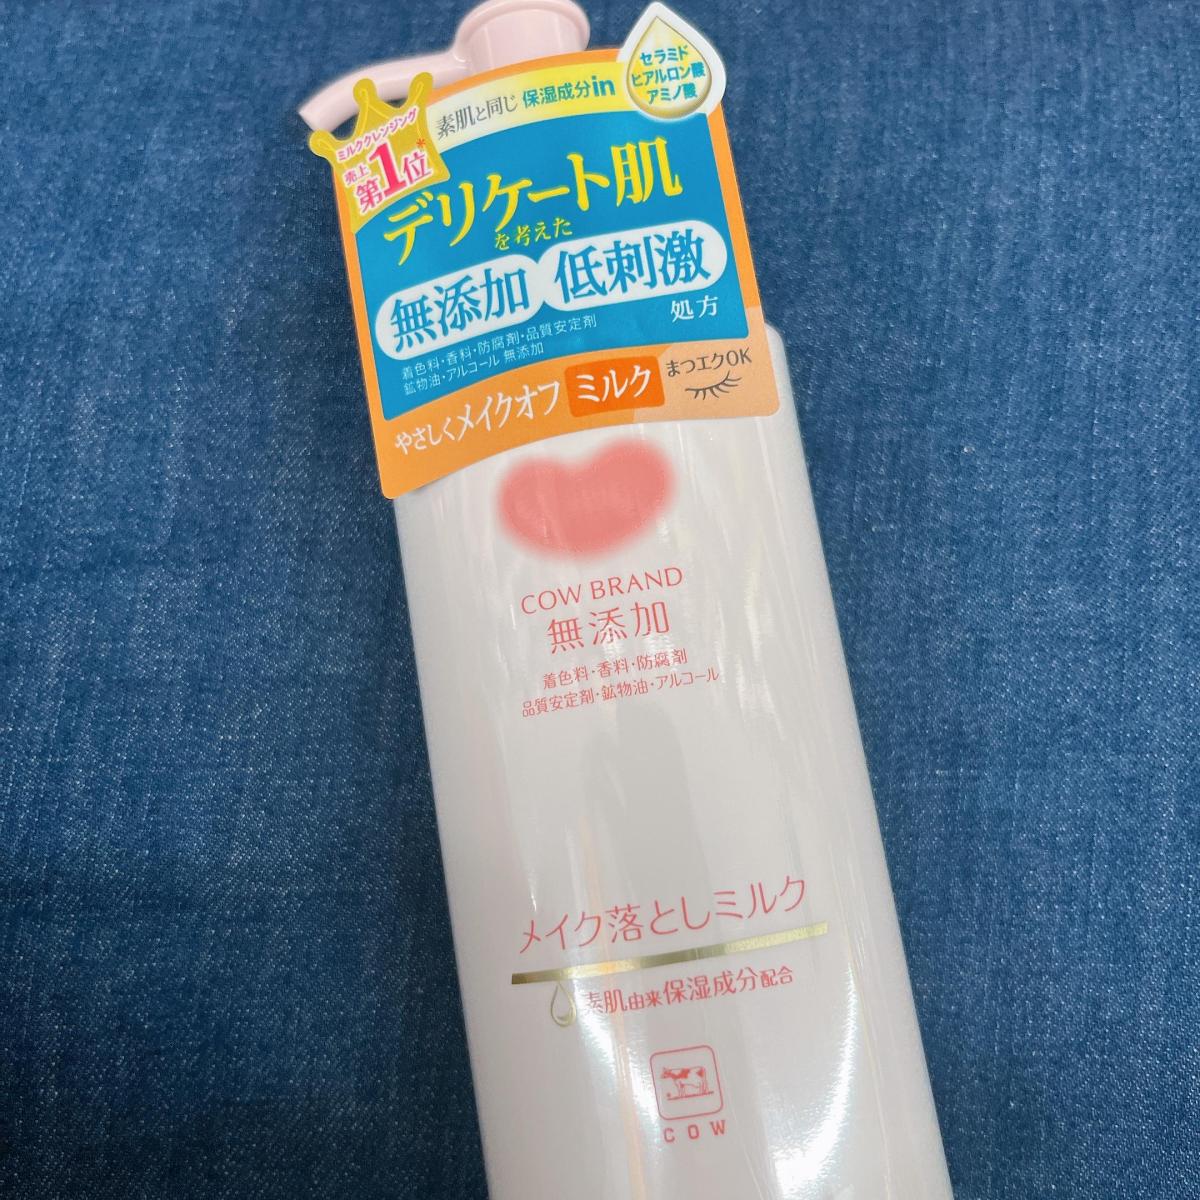 セラミド
ヒアルロン酸
アミノ酸
素肌と同じ 保湿成分in
ミルククレンジング
売上
第1位*
デリケート肌
を考えた
無添加 低刺激
処方
着色料・香料・防腐剤・品質安定剤
鉱物油・アルコール 無添加
やさしくメイクオフ ミルク まつエクOK
COW BRAND
無添加
着色料・香料・防腐剤
品質安定剤・鉱物油・アルコール
メイク落としミルク
素肌由来保湿成分配合
COW